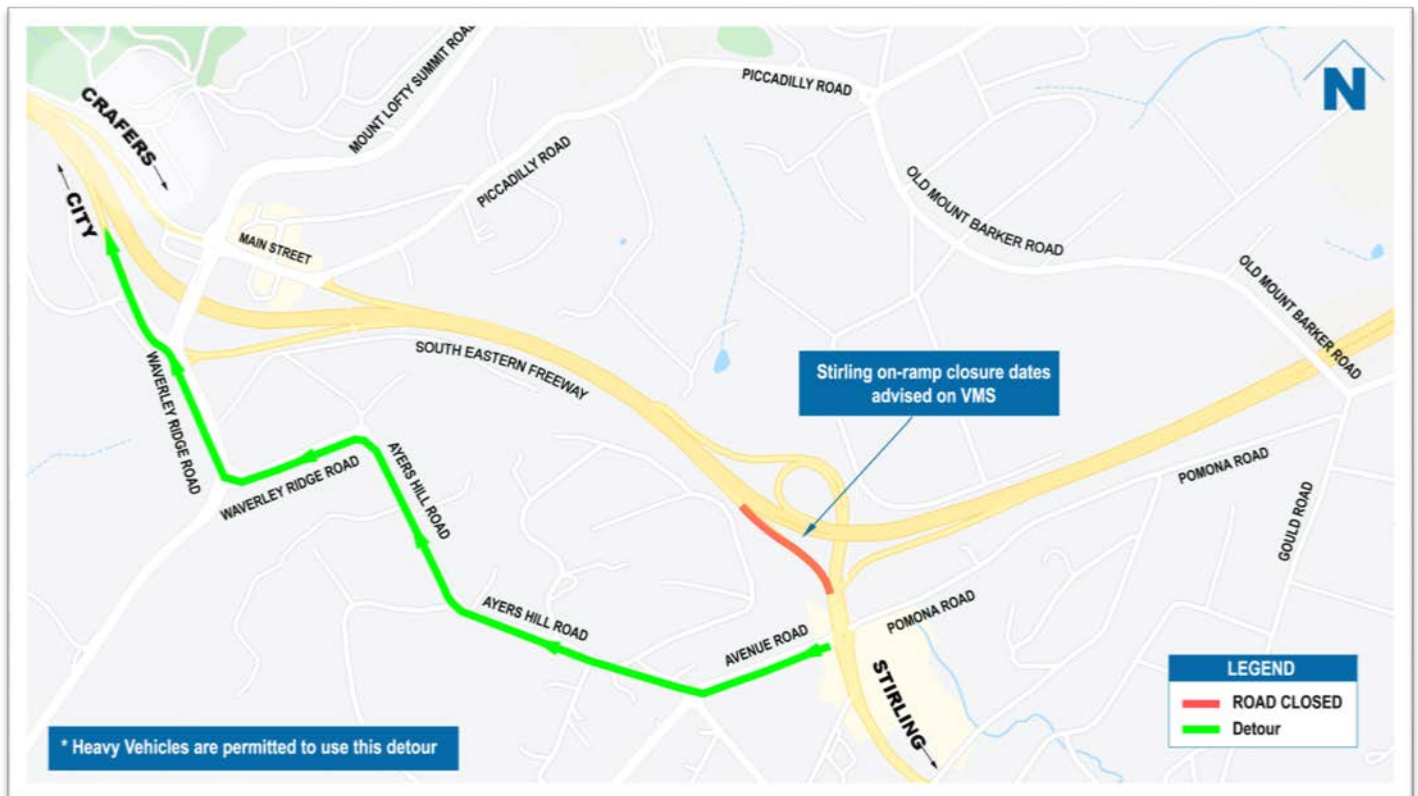 N
MOUNT LOFTY SUMMIT ROAD
PICCADILLY ROAD
CRAFERS
PICCADILLY ROAD
CITY
OLD MOUNT BARKER ROAD
MAIN STREET
OLD MOUNT BARKER ROAD
SOUTH EASTERN FREEWAY
Stirling on-ramp closure dates
advised on VMS
WAVERLEY RIDGE ROAD
AYERS HILL ROAD
WAVERLEY RIDGE ROAD
POMONA ROAD
GOULD ROAD
AYERS HILL ROAD
AVENUE ROAD
POMONA ROAD
STIRLING
LEGEND
ROAD CLOSED
Detour
* Heavy Vehicles are permitted to use this detour